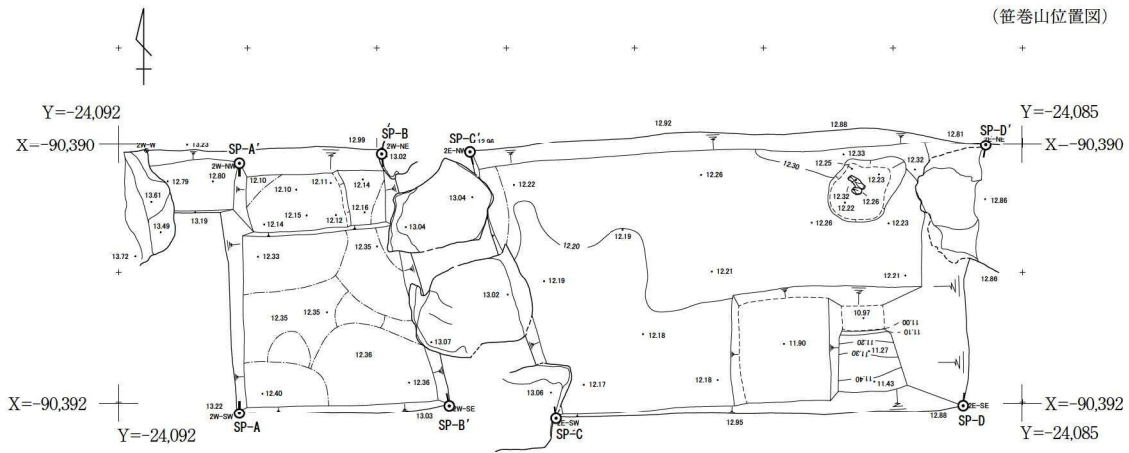 (笹巻山位置図)
Y=-24,092
Y=-24,085
X=-90,390
X--90,390
SP-A′
SP-B
SP-C′
SP-D′
2W-W
13.23
2W-NW
12.99
2W-NE
13.02
2E-NW
12.96
12.92
12.88
12.81
12.79
12.80
12.10
12.10
12.11
12.14
12.30
12.25
12.33
12.32
13.61
13.49
13.19
12.14
12.15
12.12
12.16
13.04
13.04
12.22
12.26
12.23
12.32
12.26
12.22
12.26
12.23
12.86
13.72
12.33
12.35
12.20
12.19
12.19
12.21
12.21
12.86
12.35
12.35
13.02
10.97
11.00
11.10
11.20
11.30
11.27
12.36
13.07
12.18
11.90
12.40
12.36
13.06
12.17
12.18
11.40
11.43
X=-90,392
13.22
2W-SW
SP-A
13.03
2W-SE
SP-B′
2E-SW
SP-C
12.95
12.88
2E-SE
SP-D
X=-90,392
Y=-24,092
Y=-24,085